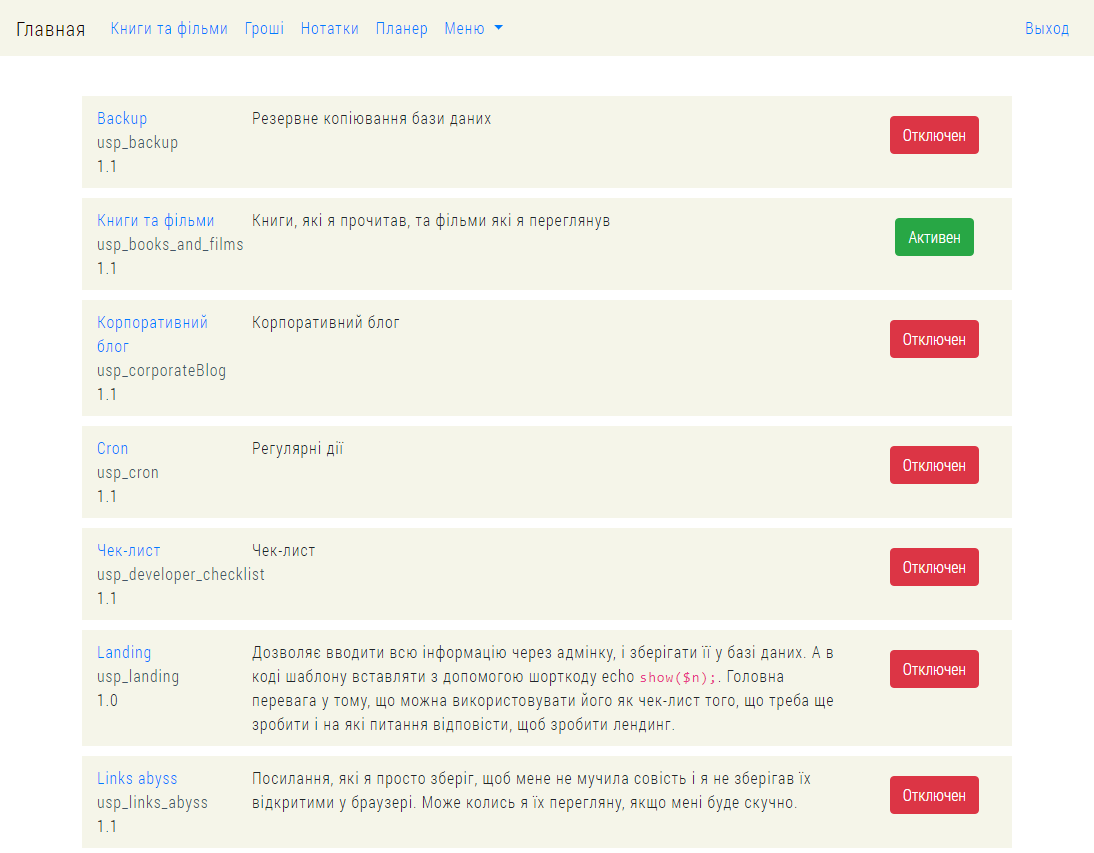 Главная Книги та фільми Гроші Нотатки Планер Меню Выход
Backup Резервне копіювання бази даних
usp_backup
Отключен
1.1
Книги та фільми Книги, які я прочитав, та фільми які я переглянув
usp_books_and_films
Активен
1.1
Корпоративний Корпоративний блог
блог
Отключен
usp_corporateBlog
1.1
Cron Регулярні дії
usp_cron
Отключен
1.1
Чек-лист Чек-лист
usp_developer_checklist
Отключен
1.1
Landing Дозволяє вводити всю інформацію через адмінку, і зберігати її у базі даних. А в
usp_landing коді шаблону вставляти з допомогою шорткоду echo show($n);. Головна
Отключен
1.0 перевага у тому, що можна використовувати його як чек-лист того, що треба ще
зробити і на які питання відповісти, щоб зробити лендинг.
Links abyss Посилання, які я просто зберіг, щоб мене не мучила совість і я не зберігав їх
usp_links_abyss відкритими у браузері. Може колись я їх перегляну, якщо мені буде скучно.
Отключен
1.1